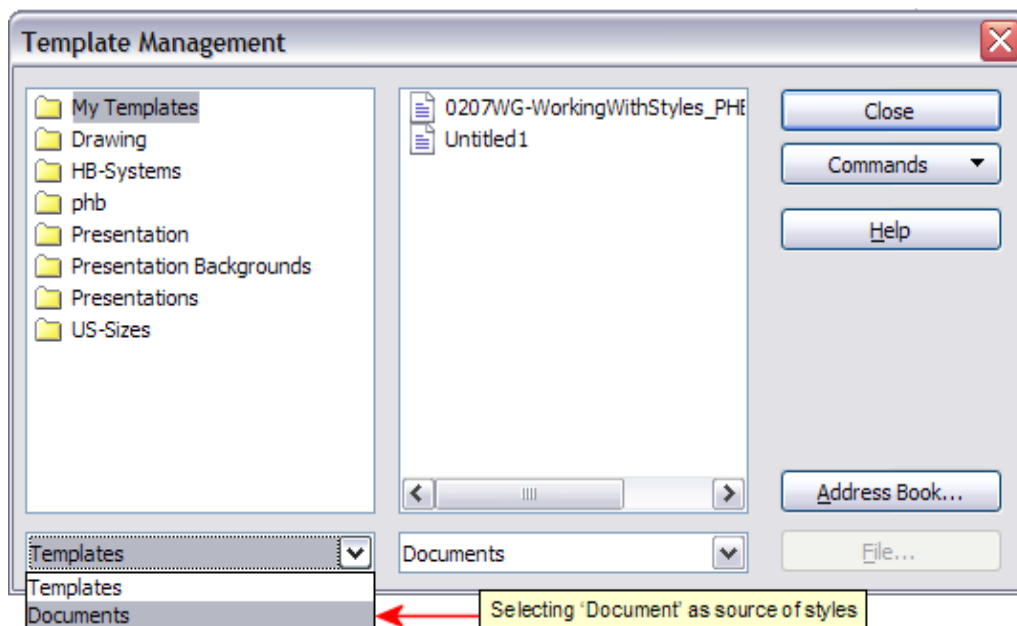 Template Management
My Templates
Drawing
HB-Systems
phb
Presentation
Presentation Backgrounds
Presentations
US-Sizes
0207WG-WorkingWithStyles_PHB
Untitled1
Close
Commands
Help
Address Book...
File...
Templates
Documents
Templates
Documents
Selecting 'Document' as source of styles